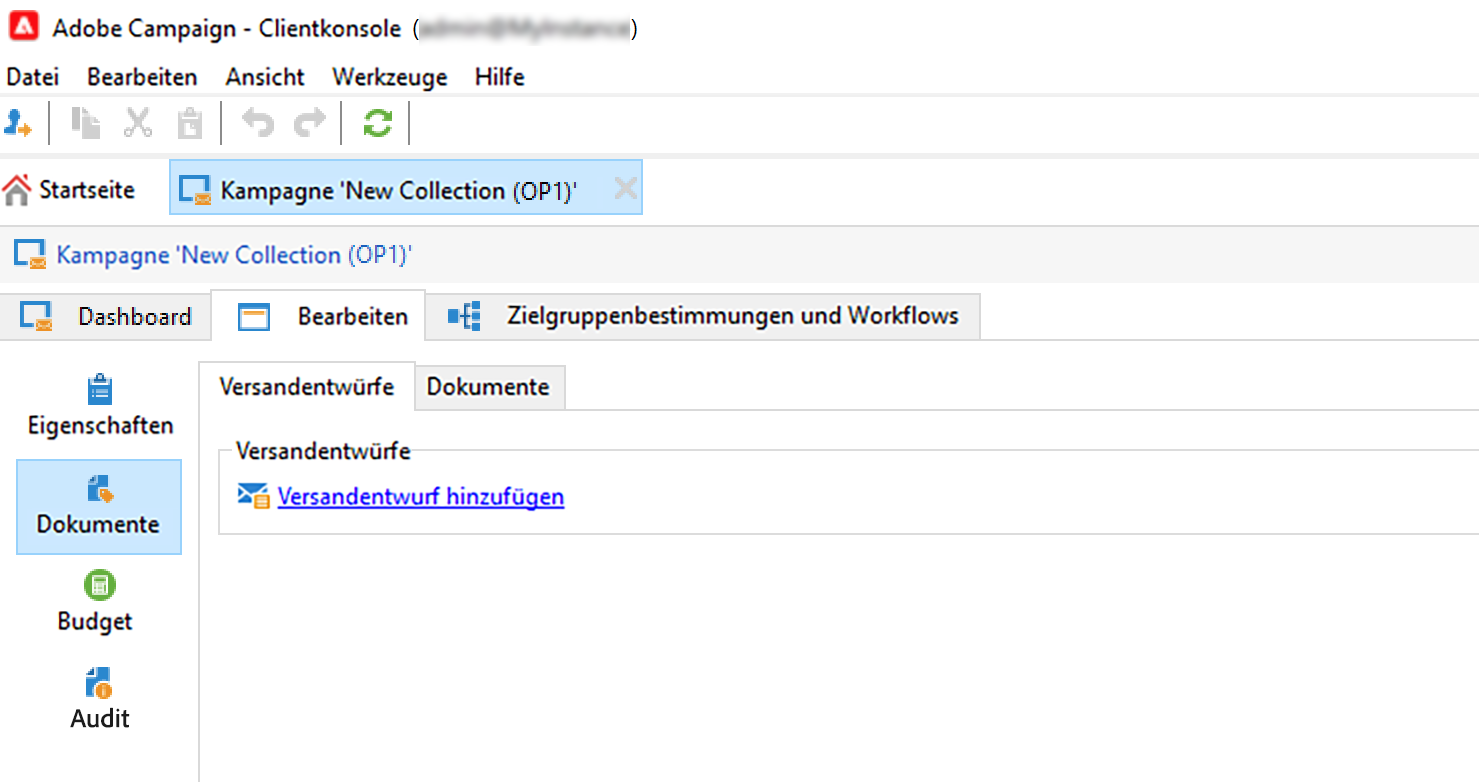 Adobe Campaign - Clientkonsole ( )
Datei Bearbeiten Ansicht Werkzeuge Hilfe
Startseite Kampagne 'New Collection (OP1)'
Kampagne 'New Collection (OP1)'
Dashboard Bearbeiten Zielgruppenbestimmungen und Workflows
Eigenschaften
Dokumente
Budget
Audit
Versandentwürfe Dokumente
Versandentwürfe
Versandentwurf hinzufügen